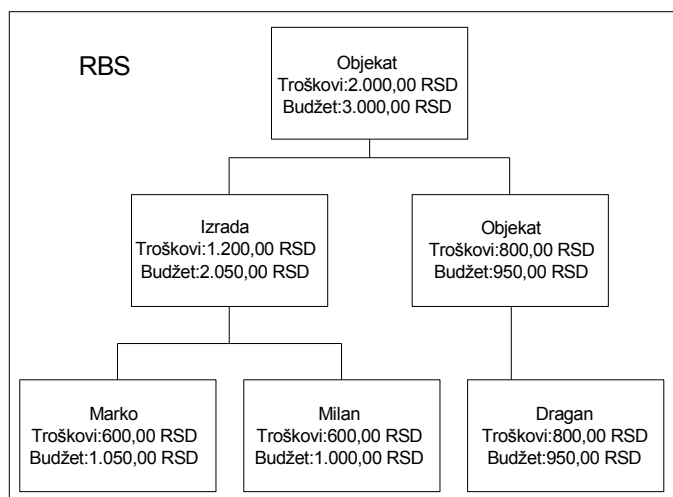 RBS
Objekat
Troškovi:2.000,00 RSD
Budžet:3.000,00 RSD
Izrada
Troškovi:1.200,00 RSD
Budžet:2.050,00 RSD
Objekat
Troškovi:800,00 RSD
Budžet:950,00 RSD
Marko
Troškovi:600,00 RSD
Budžet:1.050,00 RSD
Milan
Troškovi:600,00 RSD
Budžet:1.000,00 RSD
Dragan
Troškovi:800,00 RSD
Budžet:950,00 RSD